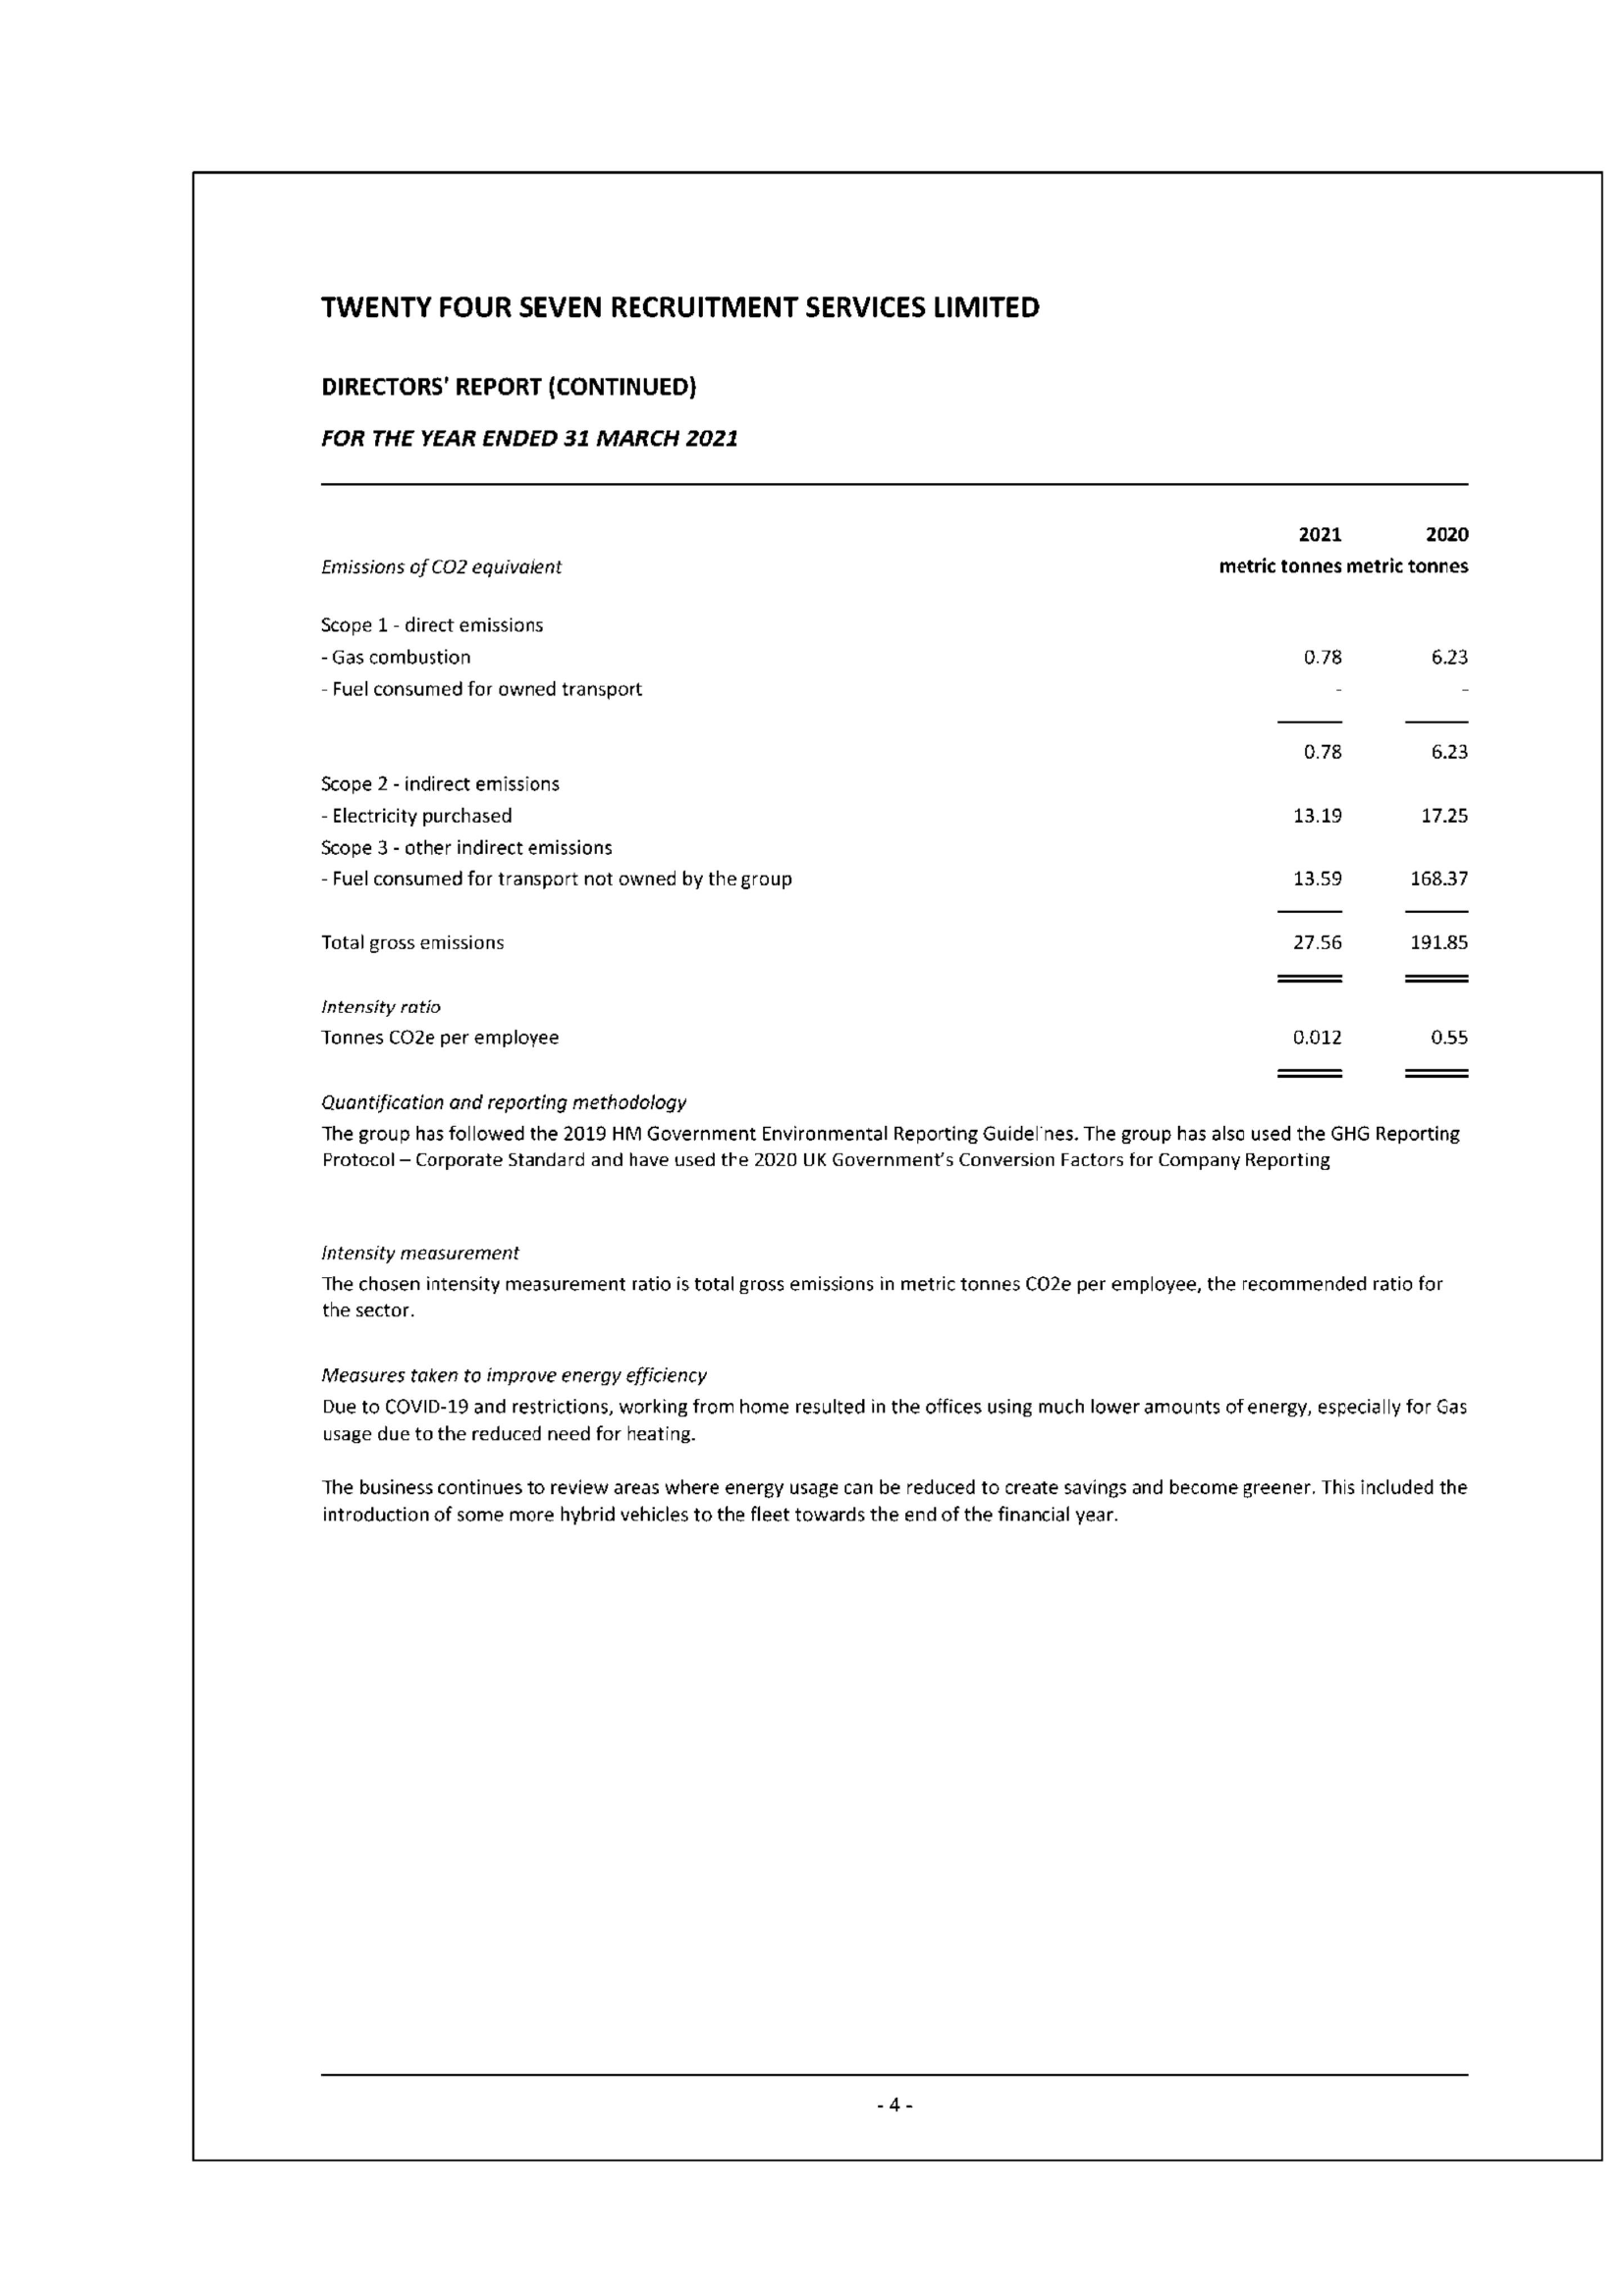 TWENTY FOUR SEVEN RECRUITMENT SERVICES LIMITED
DIRECTORS' REPORT (CONTINUED)
FOR THE YEAR ENDED 31 MARCH 2021
2021 2020
Emissions of CO2 equivalent metric tonnes metric tonnes
Scope 1 - direct emissions
- Gas combustion 0.78 6.23
- Fuel consumed for owned transport - -
0.78 6.23
Scope 2 - indirect emissions
- Electricity purchased 13.19 17.25
Scope 3 - other indirect emissions
- Fuel consumed for transport not owned by the group 13.59 168.37
Total gross emissions 27.56 191.85
Intensity ratio
Tonnes CO2e per employee 0.012 0.55
Quantification and reporting methodology
The group has followed the 2019 HM Government Environmental Reporting Guidelines. The group has also used the GHG Reporting
Protocol – Corporate Standard and have used the 2020 UK Government's Conversion Factors for Company Reporting
Intensity measurement
The chosen intensity measurement ratio is total gross emissions in metric tonnes CO2e per employee, the recommended ratio for
the sector.
Measures taken to improve energy efficiency
Due to COVID-19 and restrictions, working from home resulted in the offices using much lower amounts of energy, especially for Gas
usage due to the reduced need for heating.
The business continues to review areas where energy usage can be reduced to create savings and become greener. This included the
introduction of some more hybrid vehicles to the fleet towards the end of the financial year.
- 4 -